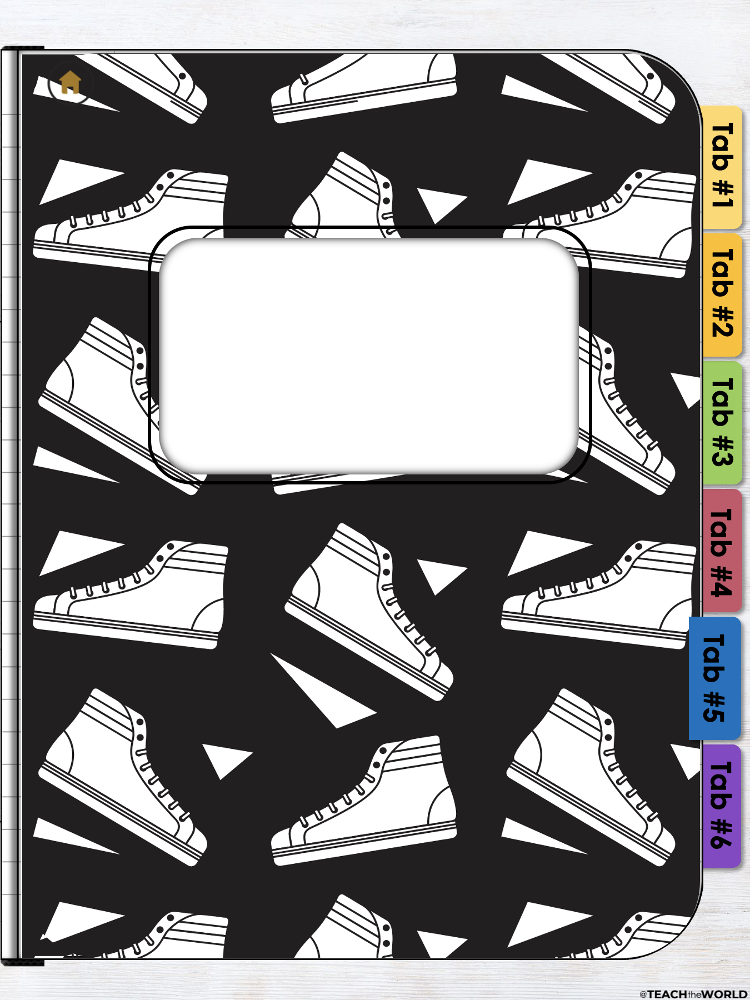 Tab #1
Tab #2
Tab #3
Tab #4
Tab #5
Tab #6
@TEACHtheWORLD